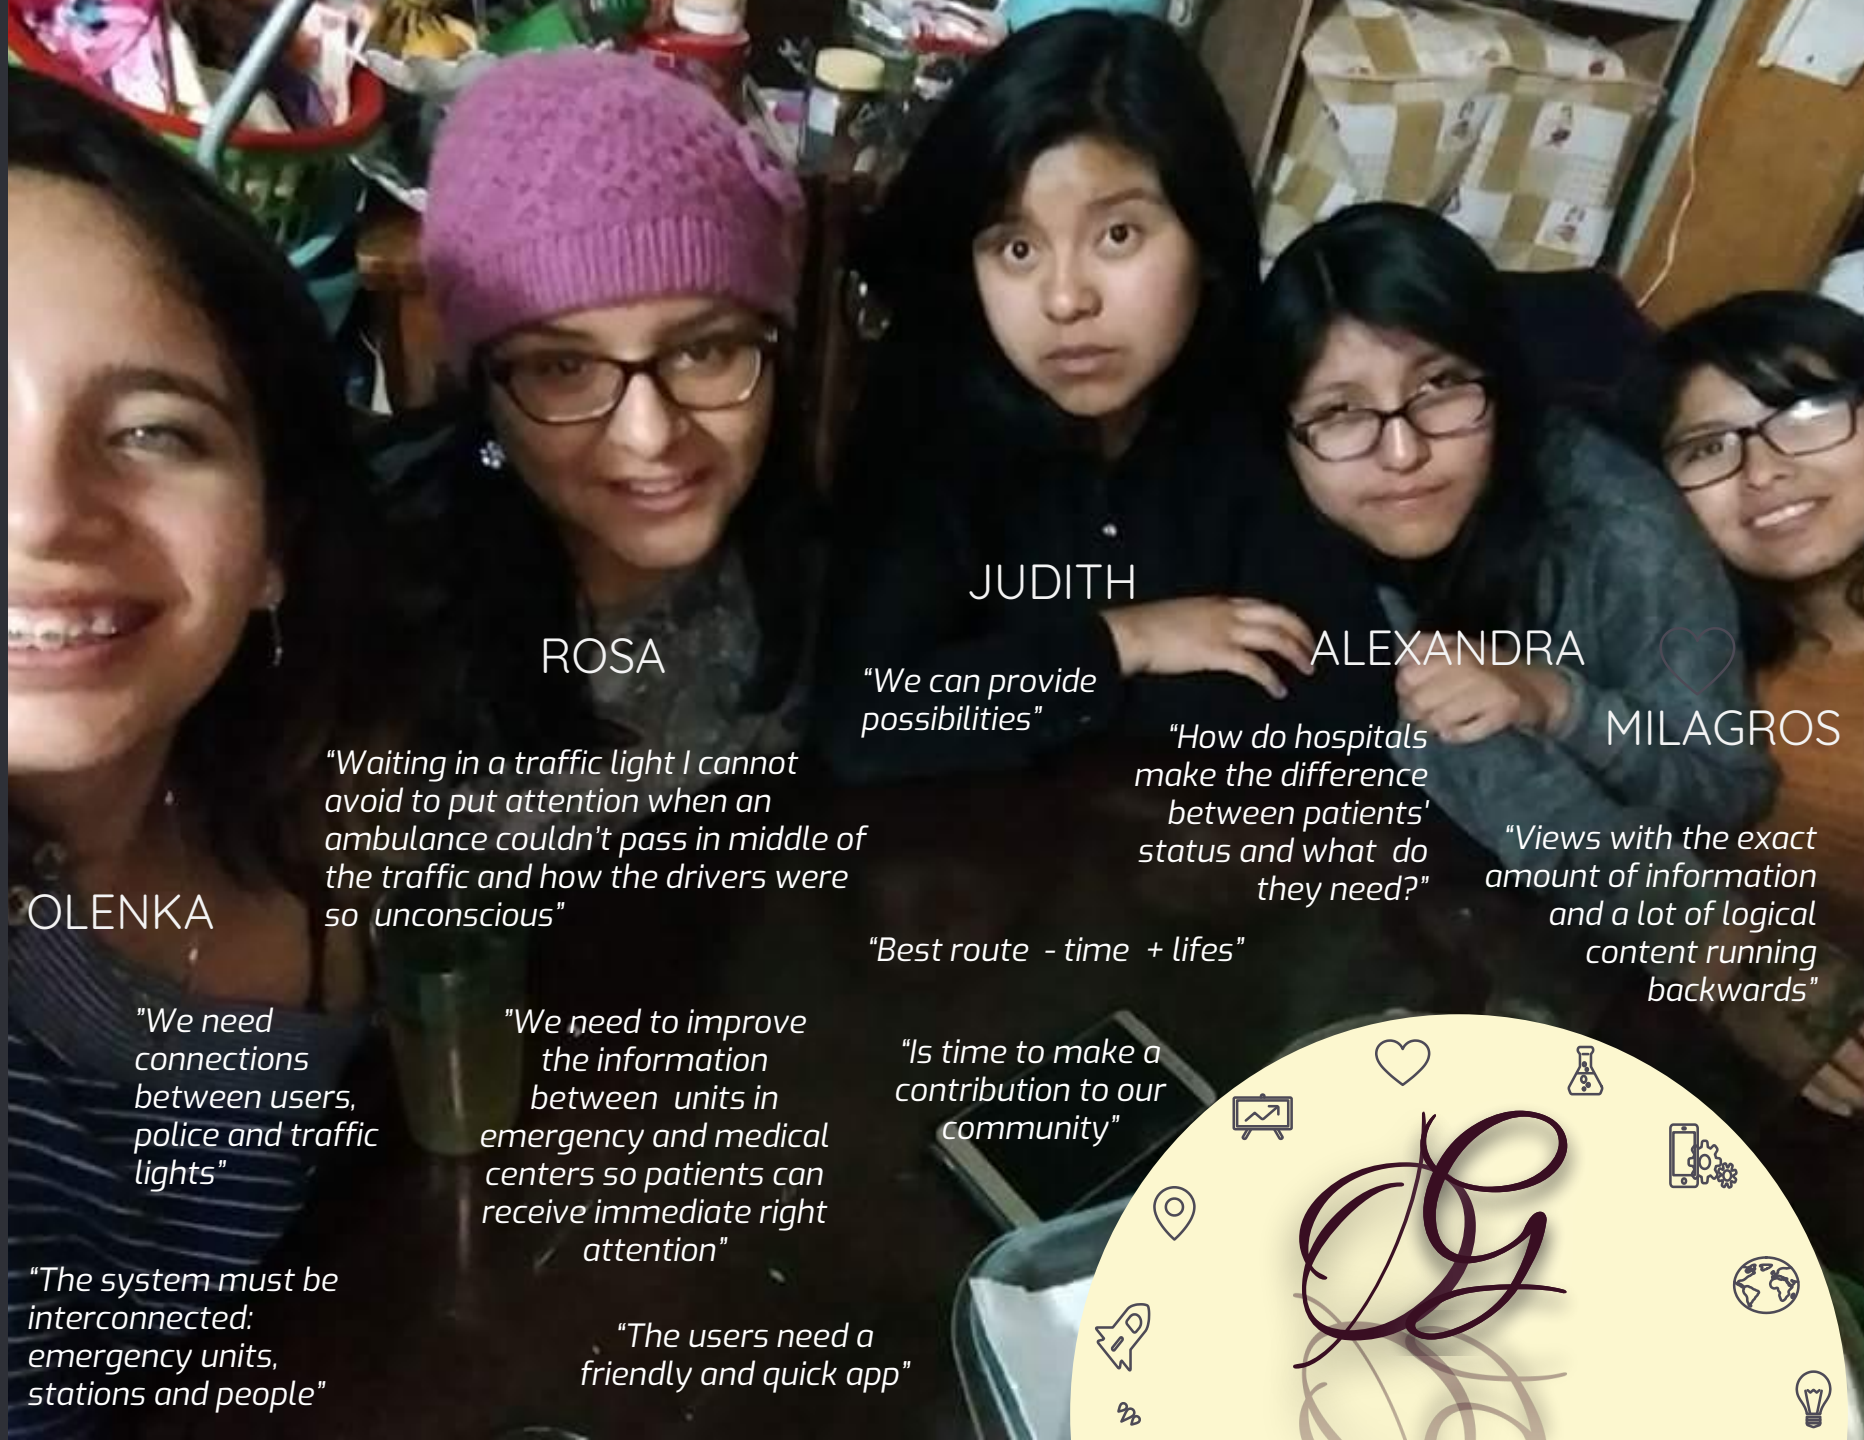 JUDITH
ROSA
ALEXANDRA
“We can provide
possibilities”
MILAGROS
“Waiting in a traffic light I cannot
avoid to put attention when an
ambulance couldn’t pass in middle of
the traffic and how the drivers were
so  unconscious”
“How do hospitals
make the difference
between patients'
status and what  do
they need?”
“Views with the exact
amount of information
and a lot of logical
content running
backwards”
OLENKA
“Best route  - time  + lifes”
”We need
connections
between users,
police and traffic
lights”
”We need to improve
the information
between  units in
emergency and medical
centers so patients can
receive immediate right
attention”
“Is time to make a
contribution to our
community”
“The system must be
interconnected:
emergency units,
stations and people”
“The users need a
friendly and quick app”
G